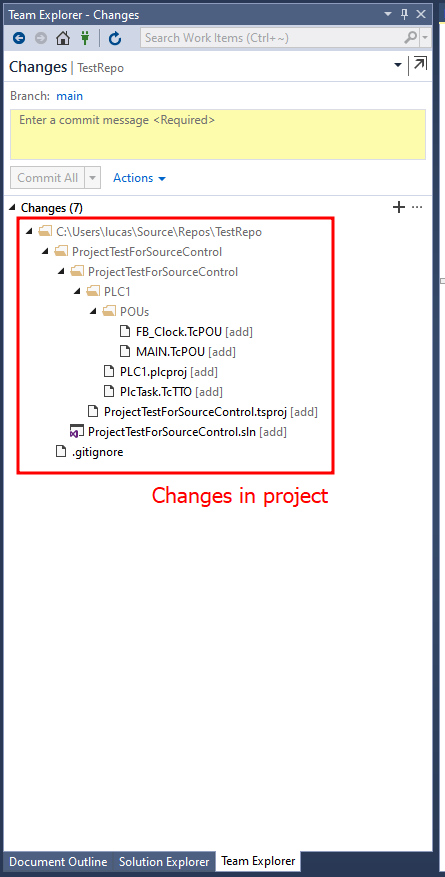 Team Explorer - Changes
Search Work Items (Ctrl+~)
Changes | TestRepo
Branch: main
Enter a commit message <Required>
Commit All
Actions
Changes (7)
C:\Users\lucas\Source\Repos\TestRepo
ProjectTestForSourceControl
ProjectTestForSourceControl
PLC1
POUs
FB_Clock.TcPOU [add]
MAIN.TcPOU [add]
PLC1.plcproj [add]
PlcTask.TcTTO [add]
ProjectTestForSourceControl.tsproj [add]
ProjectTestForSourceControl.sln [add]
.gitignore
Changes in project
Document Outline Solution Explorer Team Explorer